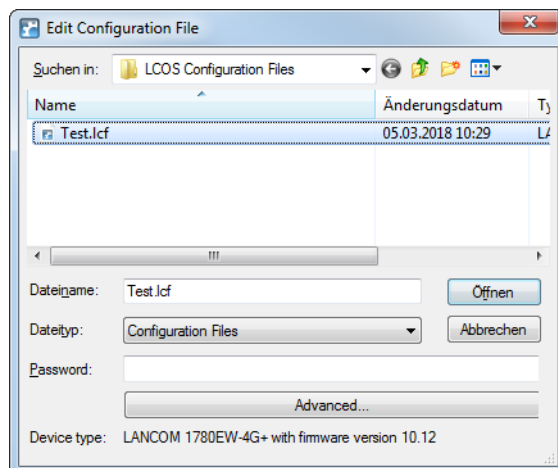 Edit Configuration File
Suchen in: LCOS Configuration Files
Name Änderungsdatum
Test.lcf 05.03.2018 10:29
Dateiname: Test.lcf Öffnen
Dateityp: Configuration Files Abbrechen
Password:
Advanced...
Device type: LANCOM 1780EW-4G+ with firmware version 10.12